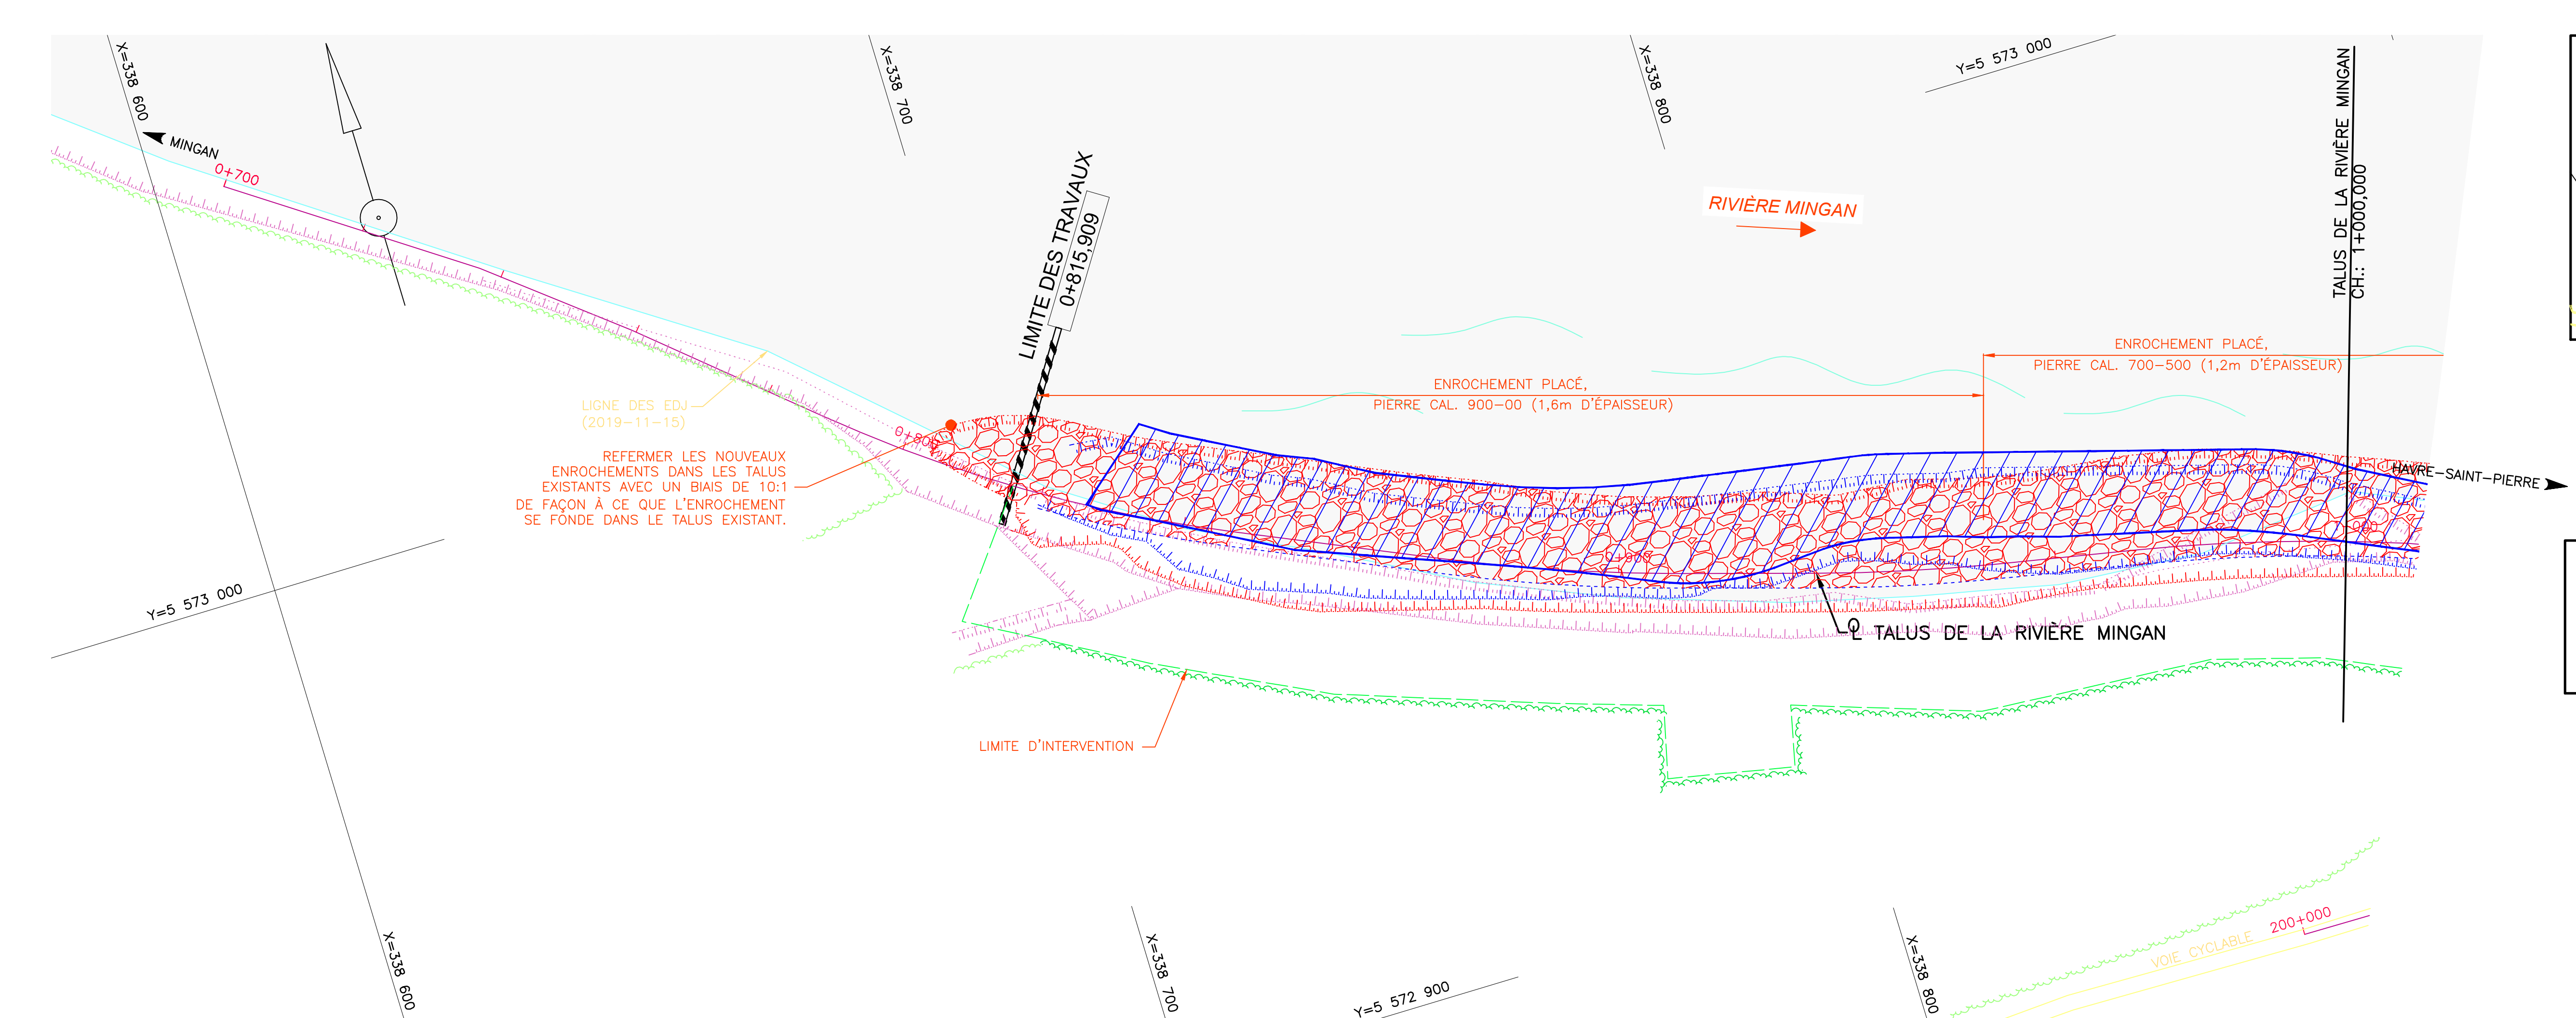 X=338 600
X=338 700
X=338 800
Y=5 573 000
MINGAN
0+700
LIMITE DES TRAVAUX
0+815,909
RIVIÈRE MINGAN
TALUS DE LA RIVIÈRE MINGAN
CH.: 1+000,000
ENROCHEMENT PLACÉ,
PIERRE CAL. 700-500 (1,2m D'ÉPAISSEUR)
ENROCHEMENT PLACÉ,
PIERRE CAL. 900-00 (1,6m D'ÉPAISSEUR)
LIGNE DES EDJ
(2019-11-15)
0+800
REFERMER LES NOUVEAUX
ENROCHEMENTS DANS LES TALUS
EXISTANTS AVEC UN BIAIS DE 10:1
DE FAÇON À CE QUE L'ENROCHEMENT
SE FONDE DANS LE TALUS EXISTANT.
HAVRE-SAINT-PIERRE
0+900
Y=5 573 000
TALUS DE LA RIVIÈRE MINGAN
LIMITE D'INTERVENTION
200+000
VOIE CYCLABLE
X=338 600
X=338 700
X=338 800
Y=5 572 900